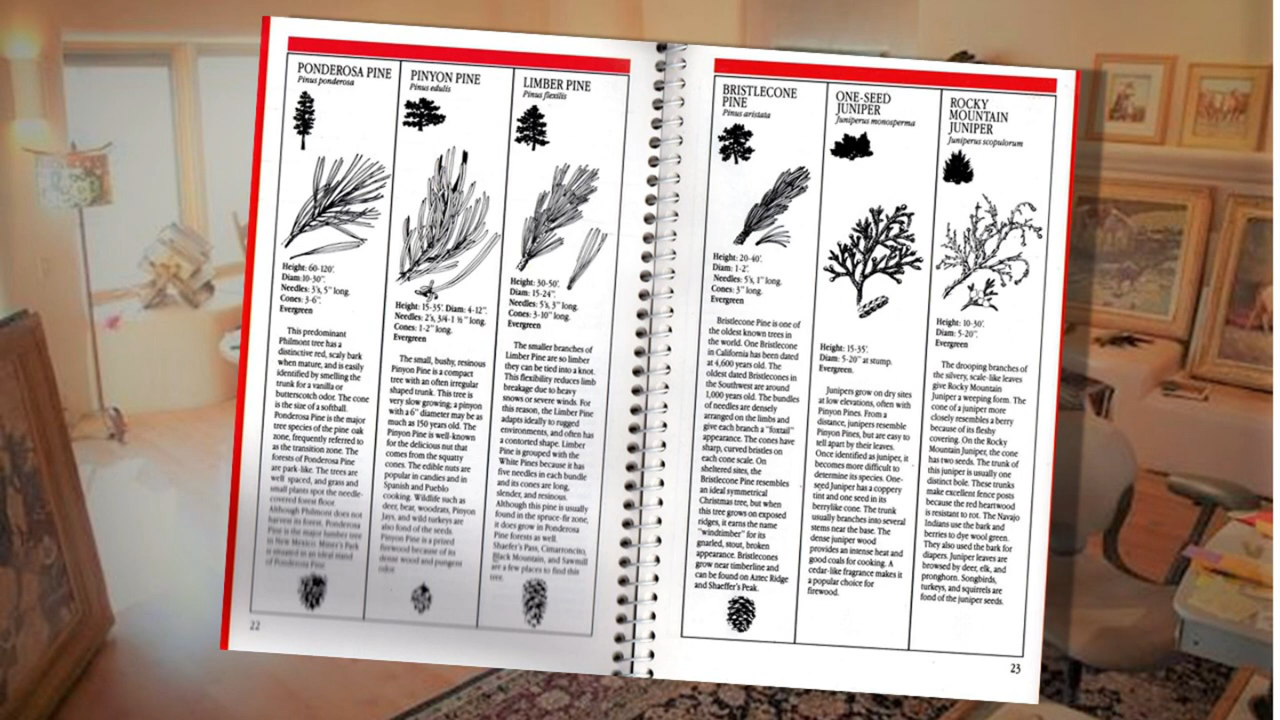 PONDEROSA PINE
Pinus ponderosa
Height: 60-120'.
Diam: 10-30".
Needles: 3's, 5" long.
Cones: 3-6".
Evergreen
This predominant
Philmont tree has a
distinctive red, scaly bark
when mature, and is easily
identified by smelling the
trunk for a vanilla or
butterscotch odor. The cone
is the size of a softball.
Ponderosa Pine is the major
tree species of the pine oak
zone, frequently referred to
as the transition zone. The
forests of Ponderosa Pine
are park-like. The trees are
well spaced, and grass and
small plants spot the needle-
covered forest floor.
Although Philmont does not
harvest its forest, Ponderosa
Pine is the major lumber tree
in New Mexico. Miner's Park
is situated in an ideal stand
of Ponderosa Pine.
PINYON PINE
Pinus edulis
Height: 15-35'. Diam: 4-12".
Needles: 2's, 3/4-1 ½" long.
Cones: 1-2" long.
Evergreen
The small, bushy, resinous
Pinyon Pine is a compact
tree with an often irregular
shaped trunk. This tree is
very slow growing; a pinyon
with a 6" diameter may be as
much as 150 years old. The
Pinyon Pine is well-known
for the delicious nut that
comes from the squatty
cones. The edible nuts are
popular in candies and in
Spanish and Pueblo
cooking. Wildlife such as
deer, bear, woodrats, Pinyon
Jays, and wild turkeys are
also fond of the seeds.
Pinyon Pine is a prized
firewood because of its
dense wood and pungent
odor.
LIMBER PINE
Pinus flexilis
Height: 30-50'.
Diam: 15-24".
Needles: 5's, 3" long.
Cones: 3-10" long.
Evergreen
The smaller branches of
Limber Pine are so limber
they can be tied into a knot.
This flexibility reduces limb
breakage due to heavy
snows or severe winds. For
this reason, the Limber Pine
adapts ideally to rugged
environments, and often has
a contorted shape. Limber
Pine is grouped with the
White Pines because it has
five needles in each bundle
and its cones are long,
slender, and resinous.
Although this pine is usually
found in the spruce-fir zone,
it does grow in Ponderosa
Pine forests as well.
Shaefer's Pass, Cimarroncito,
Black Mountain, and Sawmill
are a few places to find this
tree.
22
BRISTLECONE
PINE
Pinus aristata
Height: 20-40'.
Diam: 1-2'.
Needles: 5's, 1" long.
Cones: 3" long.
Evergreen
Bristlecone Pine is one of
the oldest known trees in
the world. One Bristlecone
in California has been dated
at 4,600 years old. The
oldest dated Bristlecones in
the Southwest are around
1,000 years old. The bundles
of needles are densely
arranged on the limbs and
give each branch a "foxtail"
appearance. The cones have
sharp, curved bristles on
each cone scale. On
sheltered sites, the
Bristlecone Pine resembles
an ideal symmetrical
Christmas tree, but when
this tree grows on exposed
ridges, it earns the name
"windtimber" for its
gnarled, stout, broken
appearance. Bristlecones
grow near timberline and
can be found on Aztec Ridge
and Shaeffer's Peak.
ONE-SEED
JUNIPER
Juniperus monosperma
Height: 15-35'.
Diam: 5-20" at stump.
Evergreen.
Junipers grow on dry sites
at low elevations, often with
Pinyon Pines. From a
distance, junipers resemble
Pinyon Pines, but are easy to
tell apart by their leaves.
Once identified as juniper, it
becomes more difficult to
determine its species. One-
seed Juniper has a coppery
tint and one seed in its
berrylike cone. The trunk
usually branches into several
stems near the base. The
dense juniper wood
provides an intense heat and
good coals for cooking. A
cedar-like fragrance makes it
a popular choice for
firewood.
ROCKY
MOUNTAIN
JUNIPER
Juniperus scopulorum
Height: 10-30'.
Diam: 5-20".
Evergreen
The drooping branches of
the silvery, scale-like leaves
give Rocky Mountain
Juniper a weeping form. The
cone of a juniper more
closely resembles a berry
because of its fleshy
covering. On the Rocky
Mountain Juniper, the cone
has two seeds. The trunk of
this juniper is usually one
distinct bole. These trunks
make excellent fence posts
because the red heartwood
is resistant to rot. The Navajo
Indians use the bark and
berries to dye wool green.
They also used the bark for
diapers. Juniper leaves are
browsed by deer, elk, and
pronghorn. Songbirds,
turkeys, and squirrels are
fond of the juniper seeds.
23